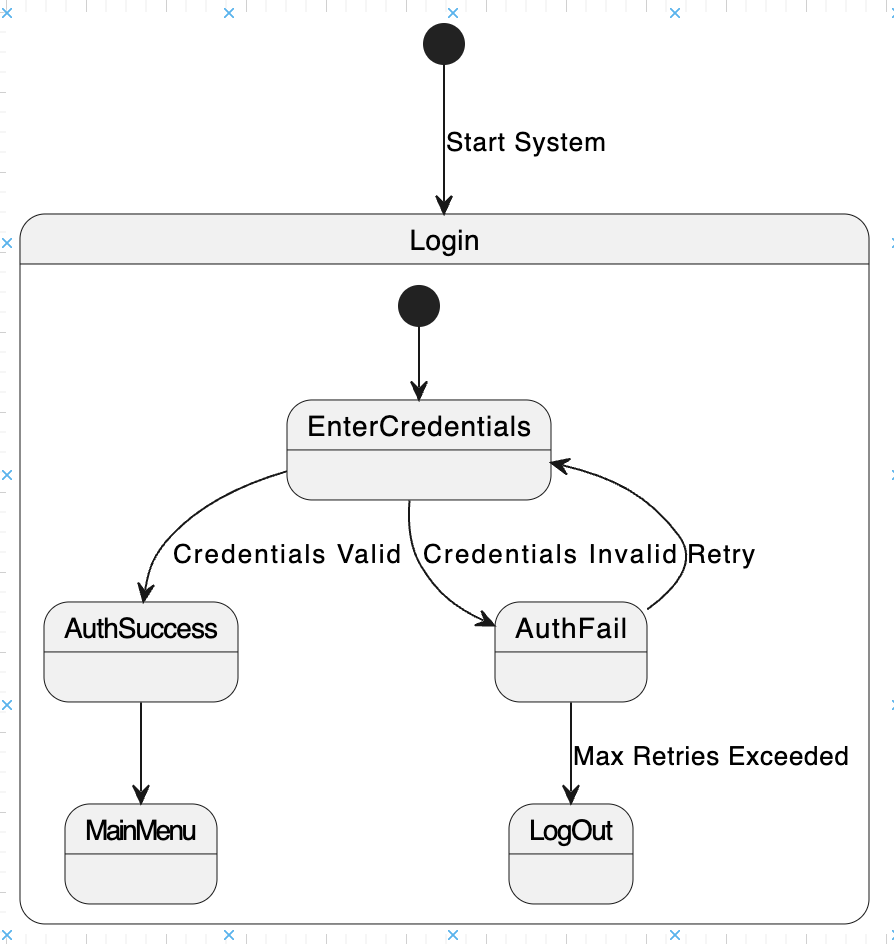 Start System
Login
EnterCredentials
Credentials Valid
Credentials Invalid
Retry
AuthSuccess
AuthFail
Max Retries Exceeded
MainMenu
LogOut